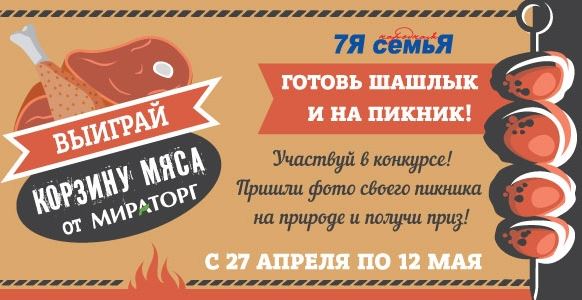 ВЫИГРАЙ
КОРЗИНУ МЯСА
ОТ МИРАТОРГ
народная
7Я семьЯ
ГОТОВЬ ШАШЛЫК
И НА ПИКНИК!
Участвуй в конкурсе!
Пришли фото своего пикника
на природе и получи приз!
С 27 АПРЕЛЯ ПО 12 МАЯ